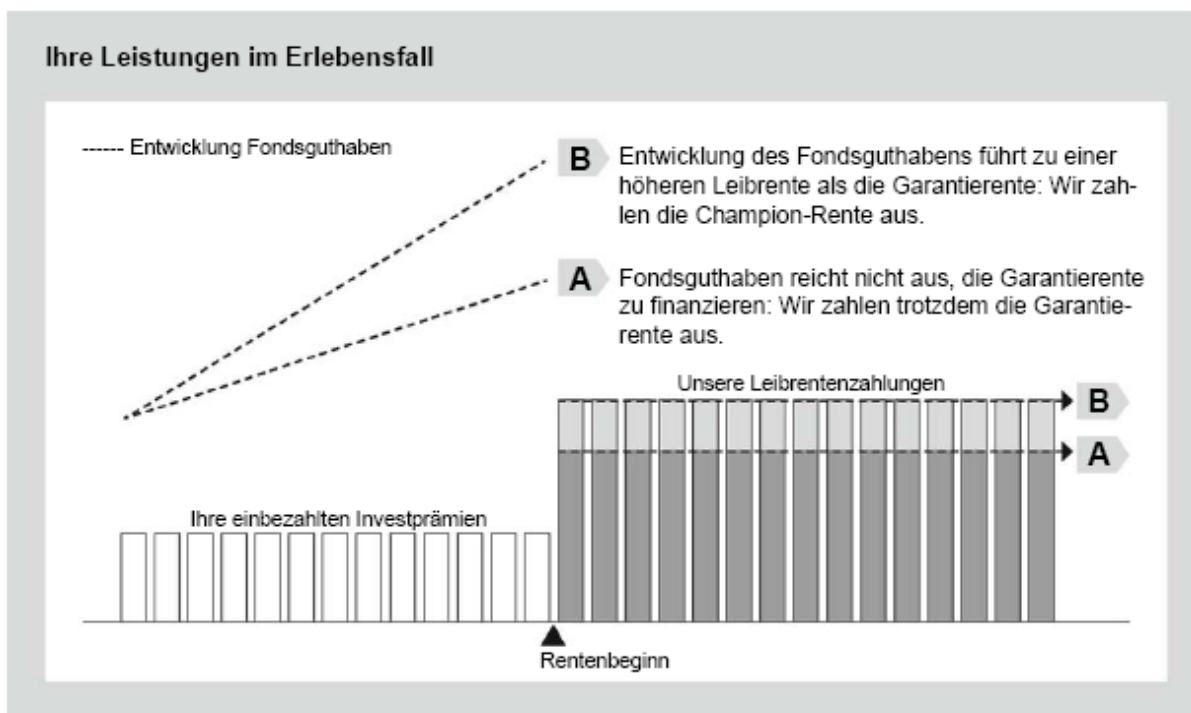 Ihre Leistungen im Erlebensfall
------ Entwicklung Fondsguthaben
B Entwicklung des Fondsguthabens führt zu einer
höheren Leibrente als die Garantierente: Wir zah-
len die Champion-Rente aus.
A Fondsguthaben reicht nicht aus, die Garantierente
zu finanzieren: Wir zahlen trotzdem die Garantie-
rente aus.
Unsere Leibrentenzahlungen
B
A
Ihre einbezahlten Investprämien
Rentenbeginn